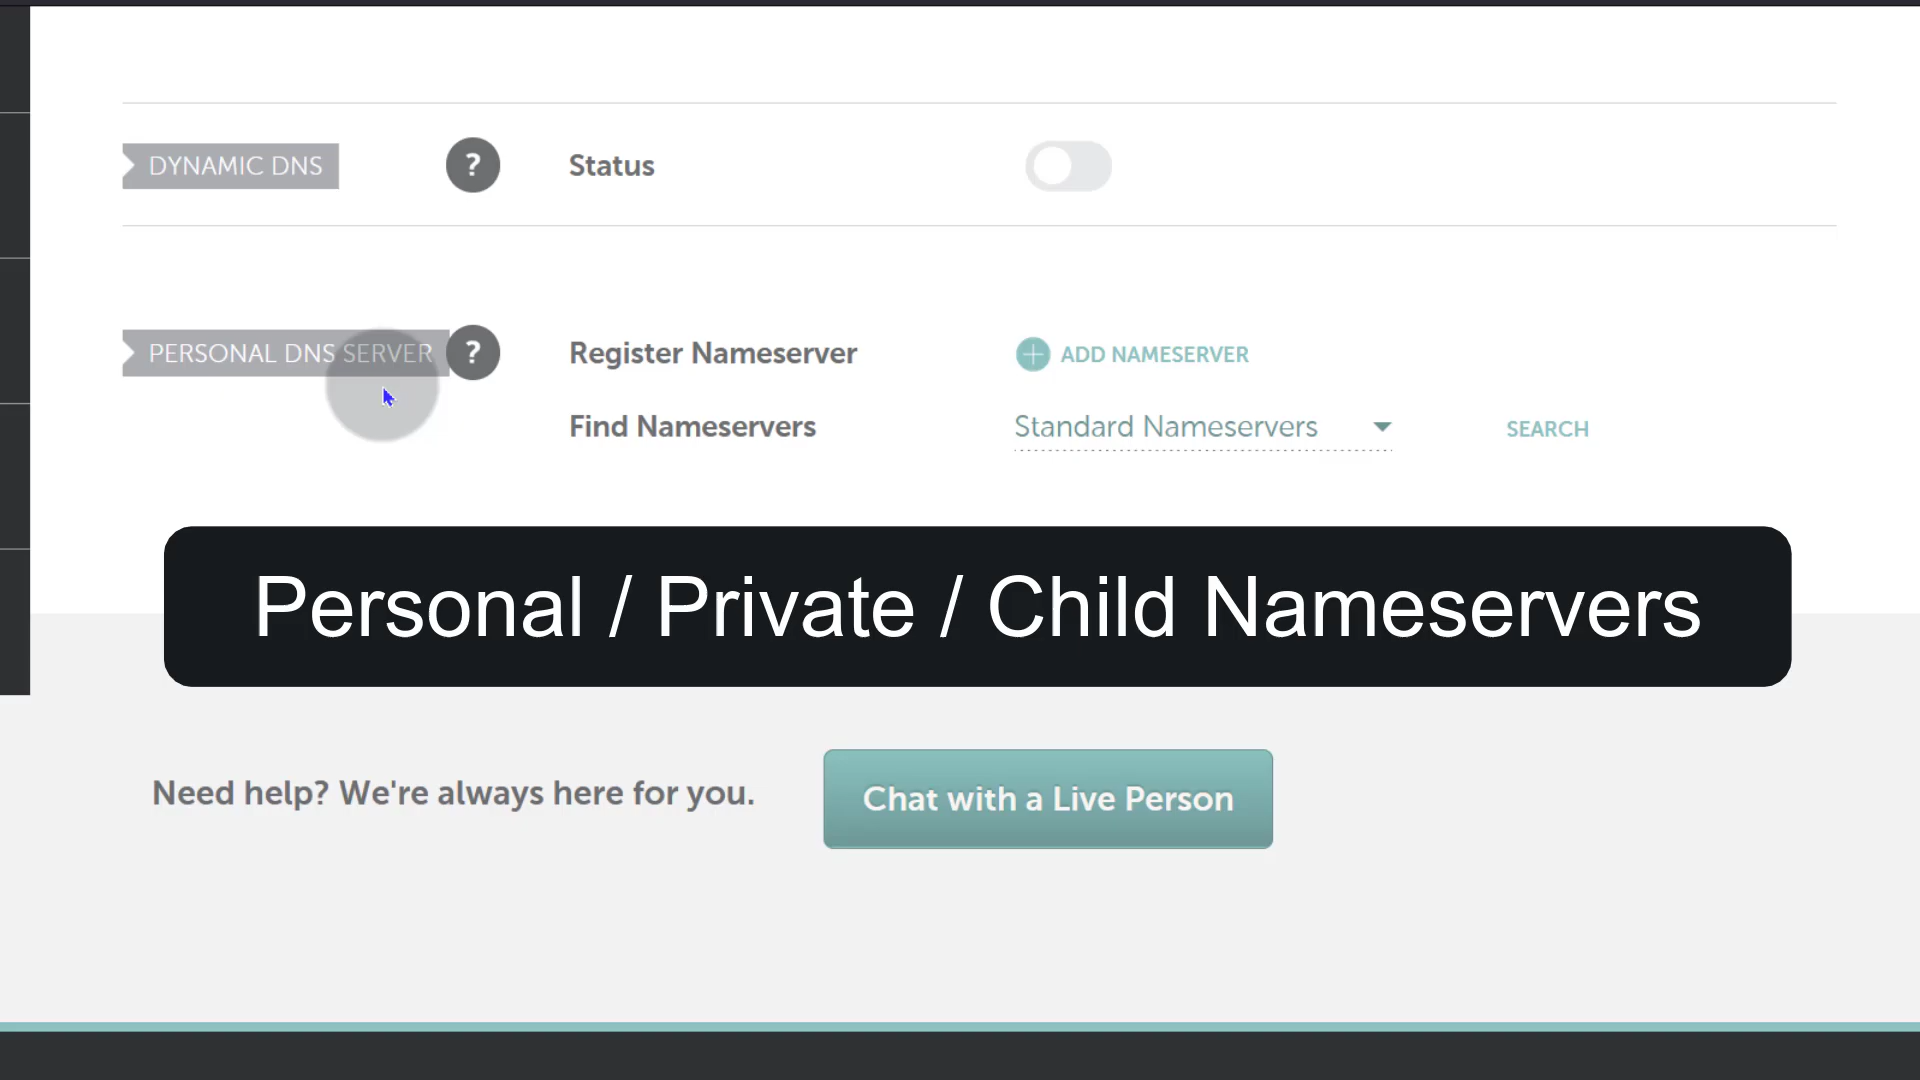 DYNAMIC DNS ? Status
PERSONAL DNS SERVER ? Register Nameserver ADD NAMESERVER
Find Nameservers Standard Nameservers SEARCH
Personal / Private / Child Nameservers
Need help? We're always here for you. Chat with a Live Person